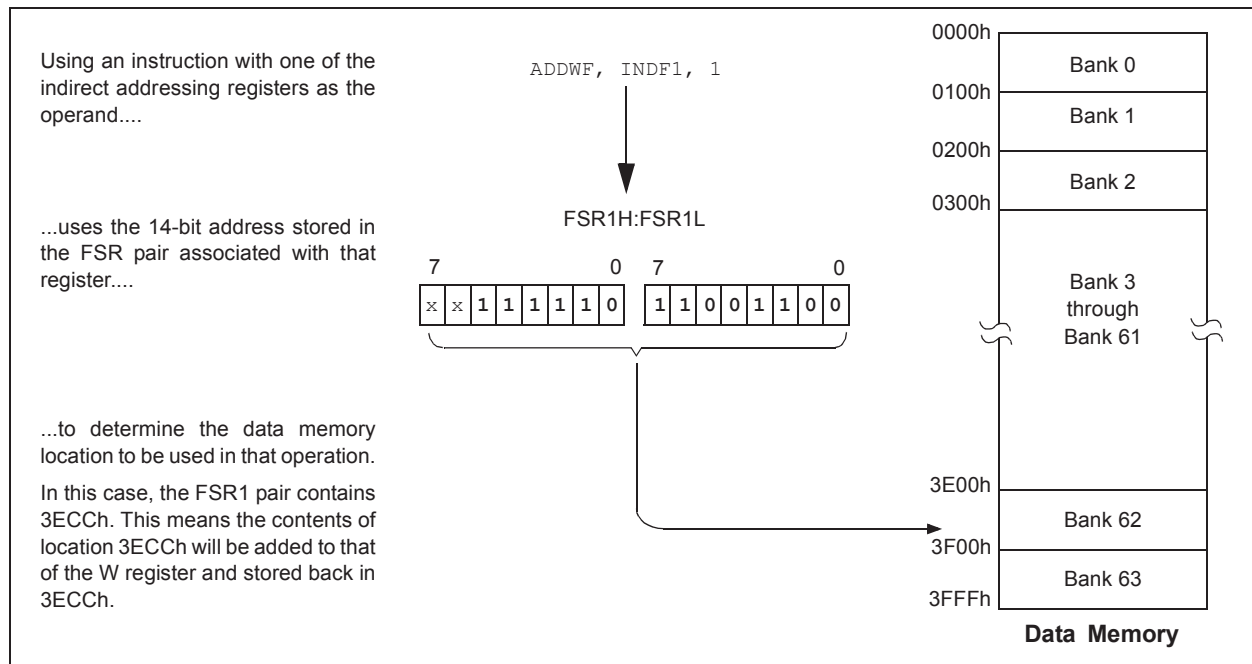 Using an instruction with one of the
indirect addressing registers as the
operand....
ADDWF, INDF1, 1
...uses the 14-bit address stored in
the FSR pair associated with that
register....
FSR1H:FSR1L
7 0 7 0
x x 1 1 1 1 1 0 1 1 0 0 1 1 0 0
...to determine the data memory
location to be used in that operation.
In this case, the FSR1 pair contains
3ECCh. This means the contents of
location 3ECCh will be added to that
of the W register and stored back in
3ECCh.
0000h
Bank 0
0100h
Bank 1
0200h
Bank 2
0300h
Bank 3
through
Bank 61
3E00h
Bank 62
3F00h
Bank 63
3FFFh
Data Memory